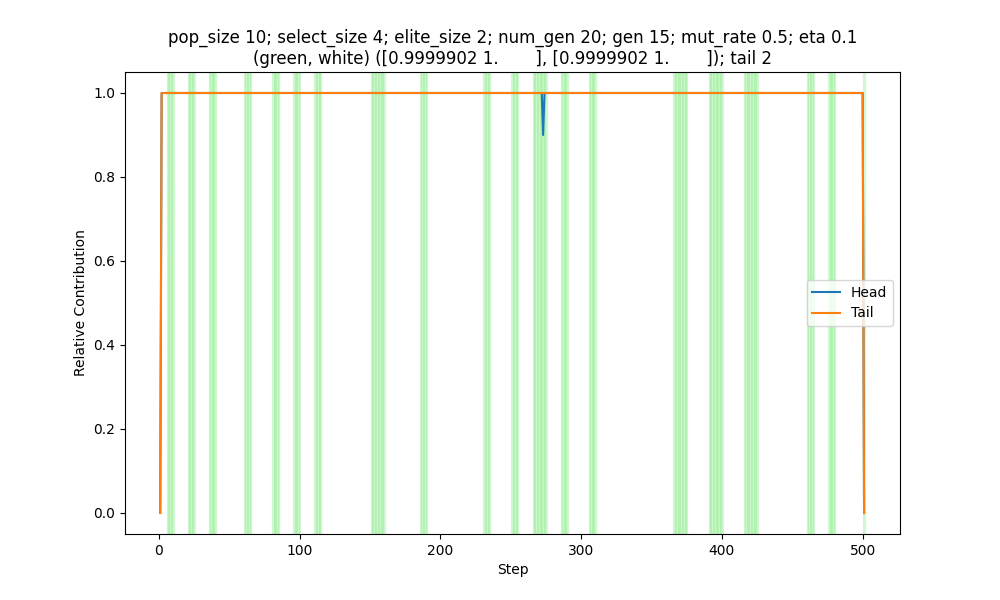 pop_size 10; select_size 4; elite_size 2; num_gen 20; gen 15; mut_rate 0.5; eta 0.1
(green, white) ([0.9999902 1.        ], [0.9999902 1.        ]); tail 2
1.0
0.8
0.6
0.4
0.2
0.0
Relative Contribution
Head
Tail
0 100 200 300 400 500
Step